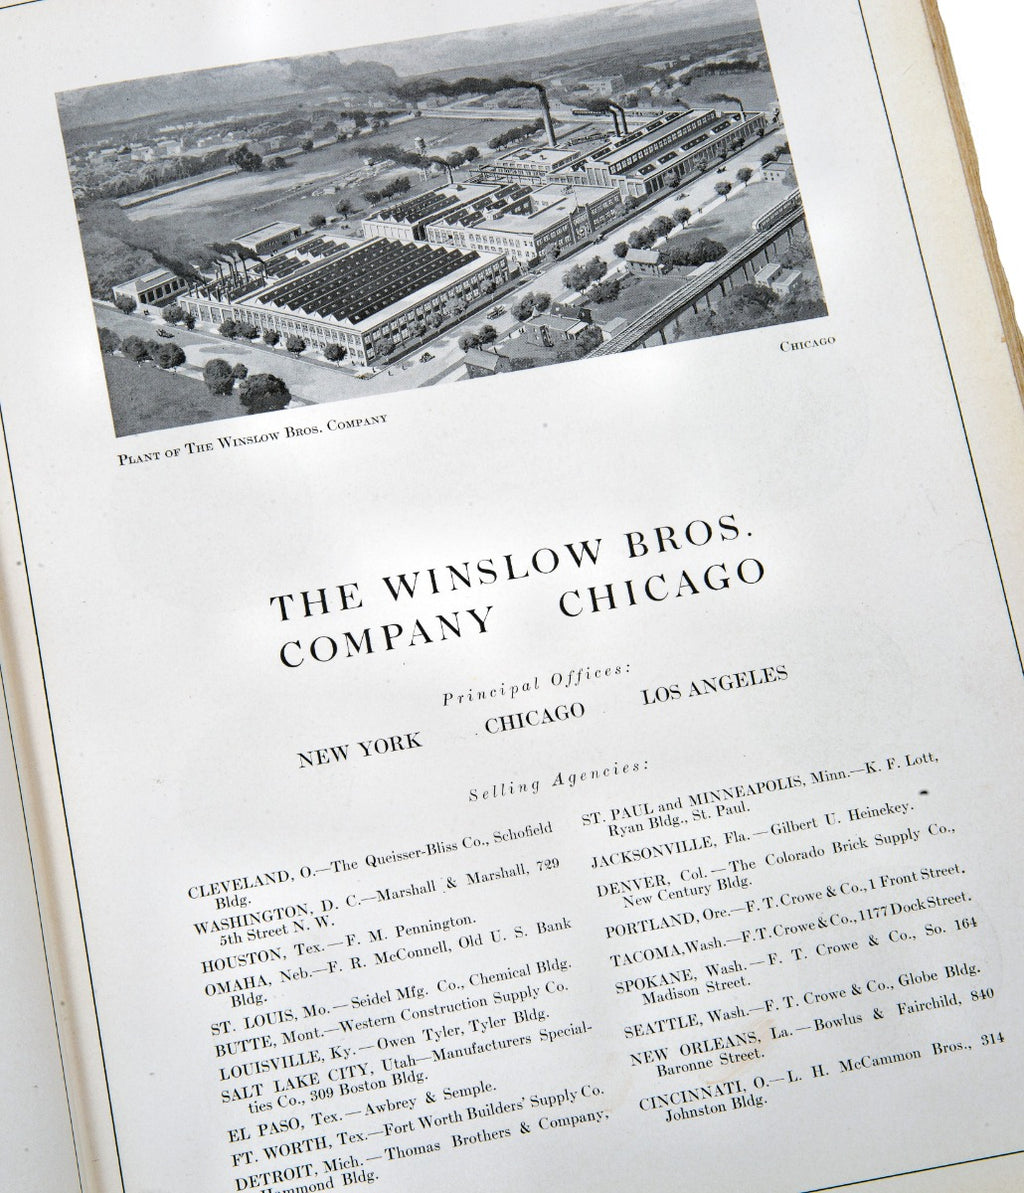 CHICAGO
PLANT OF THE WINSLOW BROS. COMPANY
THE WINSLOW BROS.
COMPANY CHICAGO
Principal Offices:
NEW YORK CHICAGO LOS ANGELES
Selling Agencies:
CLEVELAND, O.—The Queisser-Bliss Co., Schofield
Bldg.
WASHINGTON, D. C.—Marshall & Marshall, 729
5th Street N. W.
HOUSTON, Tex.—F. M. Pennington.
OMAHA, Neb.—F. R. McConnell, Old U. S. Bank
Bldg.
ST. LOUIS, Mo.—Seidel Mfg. Co., Chemical Bldg.
BUTTE, Mont.—Western Construction Supply Co.
LOUISVILLE, Ky.—Owen Tyler, Tyler Bldg.
SALT LAKE CITY, Utah—Manufacturers Special-
ties Co., 309 Boston Bldg.
EL PASO, Tex.—Awbrey & Semple.
FT. WORTH, Tex.—Fort Worth Builders' Supply Co.
DETROIT, Mich.—Thomas Brothers & Company,
Hammond Bldg.
ST. PAUL and MINNEAPOLIS, Minn.—K. F. Lott,
Ryan Bldg., St. Paul.
JACKSONVILLE, Fla.—Gilbert U. Heinekey.
DENVER, Col.—The Colorado Brick Supply Co.,
New Century Bldg.
PORTLAND, Ore.—F. T. Crowe & Co., 1 Front Street.
TACOMA, Wash.—F. T. Crowe & Co., 1177 Dock Street.
SPOKANE, Wash.—F. T. Crowe & Co., So. 164
Madison Street.
SEATTLE, Wash.—F. T. Crowe & Co., Globe Bldg.
NEW ORLEANS, La.—Bowlus & Fairchild, 840
Baronne Street.
CINCINNATI, O.—L. H. McCammon Bros., 314
Johnston Bldg.